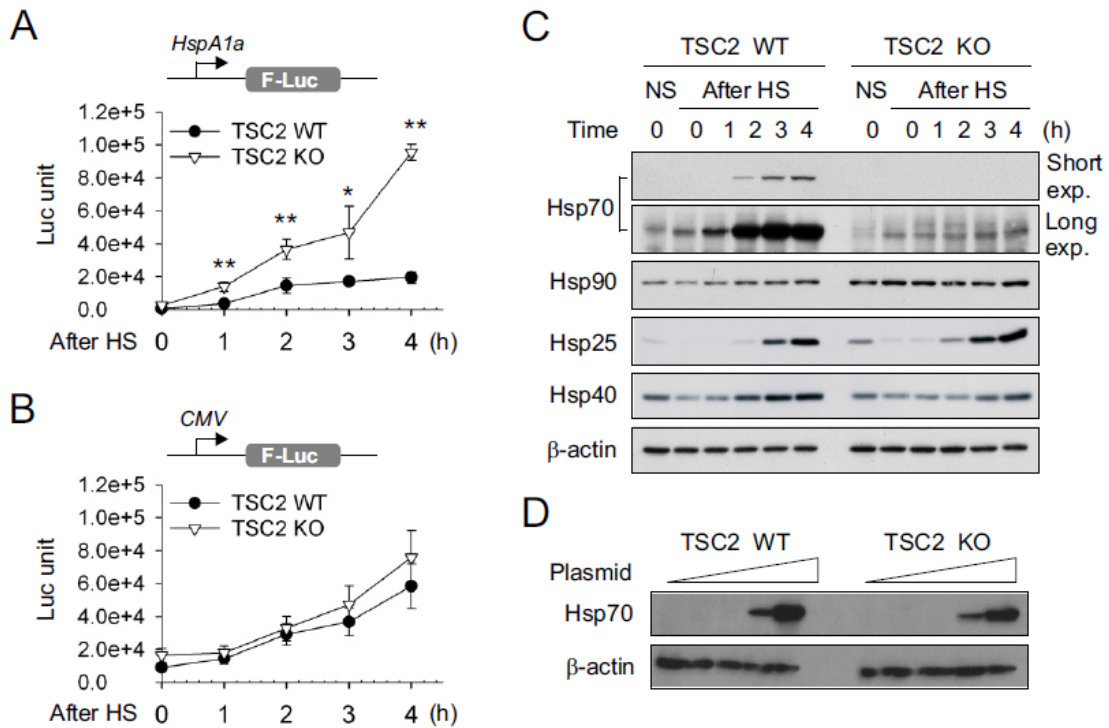 A
HspA1a
F-Luc
1.2e+5
1.0e+5
8.0e+4
6.0e+4
4.0e+4
2.0e+4
0.0
Luc unit
TSC2 WT
TSC2 KO
**
**
*
**
After HS 0 1 2 3 4 (h)
B
CMV
F-Luc
1.2e+5
1.0e+5
8.0e+4
6.0e+4
4.0e+4
2.0e+4
0.0
Luc unit
TSC2 WT
TSC2 KO
After HS 0 1 2 3 4 (h)
C
TSC2 WT TSC2 KO
NS After HS NS After HS
Time 0 0 1 2 3 4 0 0 1 2 3 4 (h)
Hsp70
Short exp.
Long exp.
Hsp90
Hsp25
Hsp40
β-actin
D
TSC2 WT TSC2 KO
Plasmid
Hsp70
β-actin